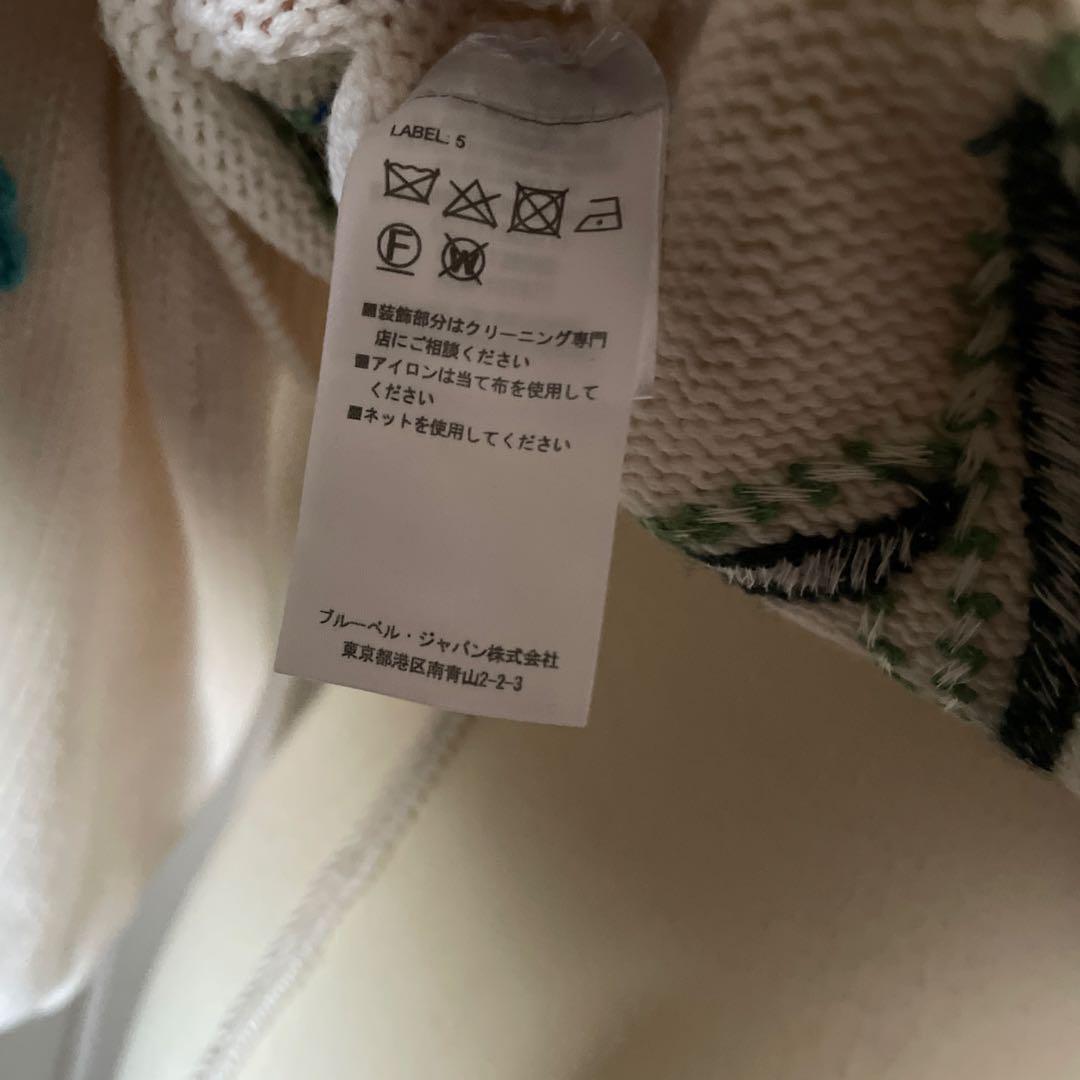 LABEL: 5
F W
■装飾部分はクリーニング専門
店にご相談ください
■アイロンは当て布を使用して
ください
■ネットを使用してください
ブルーベル・ジャパン株式会社
東京都港区南青山2-2-3